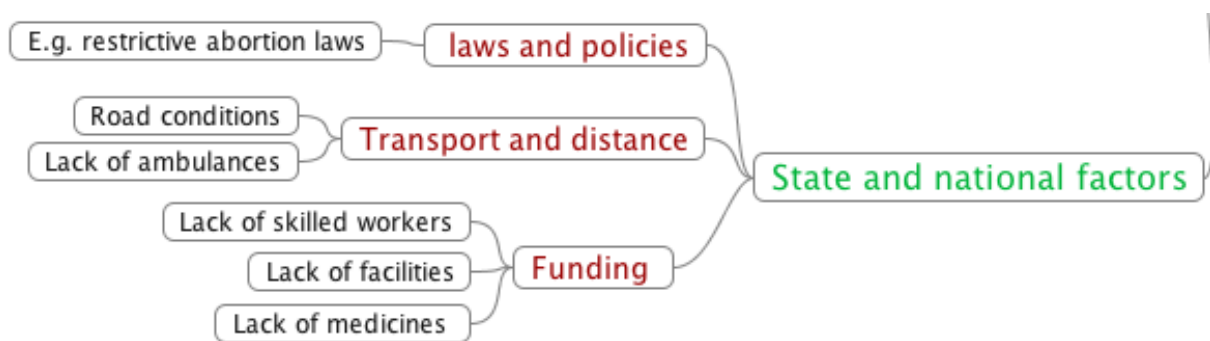 E.g. restrictive abortion laws
laws and policies
Road conditions
Transport and distance
Lack of ambulances
State and national factors
Lack of skilled workers
Funding
Lack of facilities
Lack of medicines